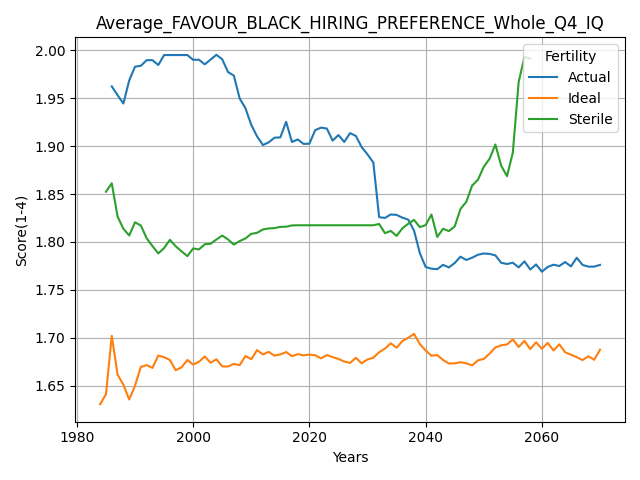 Average_FAVOUR_BLACK_HIRING_PREFERENCE_Whole_Q4_IQ
Fertility
Actual
Ideal
Sterile
Score(1-4)
2.00
1.95
1.90
1.85
1.80
1.75
1.70
1.65
1980
2000
2020
2040
2060
Years